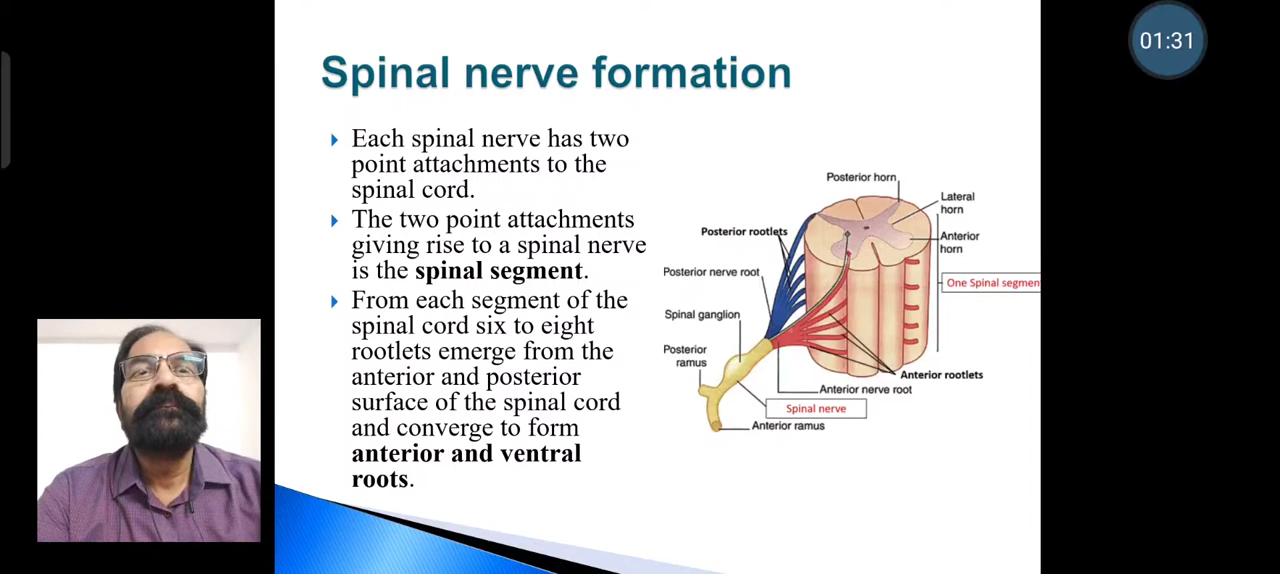 01:31
Spinal nerve formation
Each spinal nerve has two
point attachments to the
spinal cord.
The two point attachments
giving rise to a spinal nerve
is the spinal segment.
From each segment of the
spinal cord six to eight
rootlets emerge from the
anterior and posterior
surface of the spinal cord
and converge to form
anterior and ventral
roots.
Posterior horn
Lateral
horn
Posterior rootlets
Anterior
horn
Posterior nerve root
One Spinal segmen
Spinal ganglion
Posterior
ramus
Anterior rootlets
Anterior nerve root
Spinal nerve
Anterior ramus